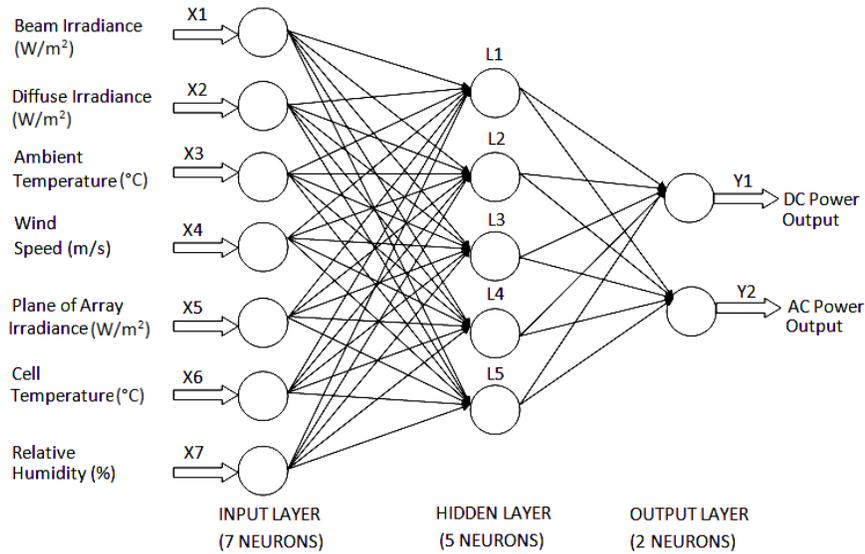 Beam Irradiance
(W/m²)
X1
Diffuse Irradiance
(W/m²)
X2
Ambient
Temperature (°C)
X3
Wind
Speed (m/s)
X4
Plane of Array
Irradiance (W/m²)
X5
Cell
Temperature (°C)
X6
Relative
Humidity (%)
X7
L1
L2
L3
L4
L5
Y1
DC Power
Output
Y2
AC Power
Output
INPUT LAYER
(7 NEURONS)
HIDDEN LAYER
(5 NEURONS)
OUTPUT LAYER
(2 NEURONS)